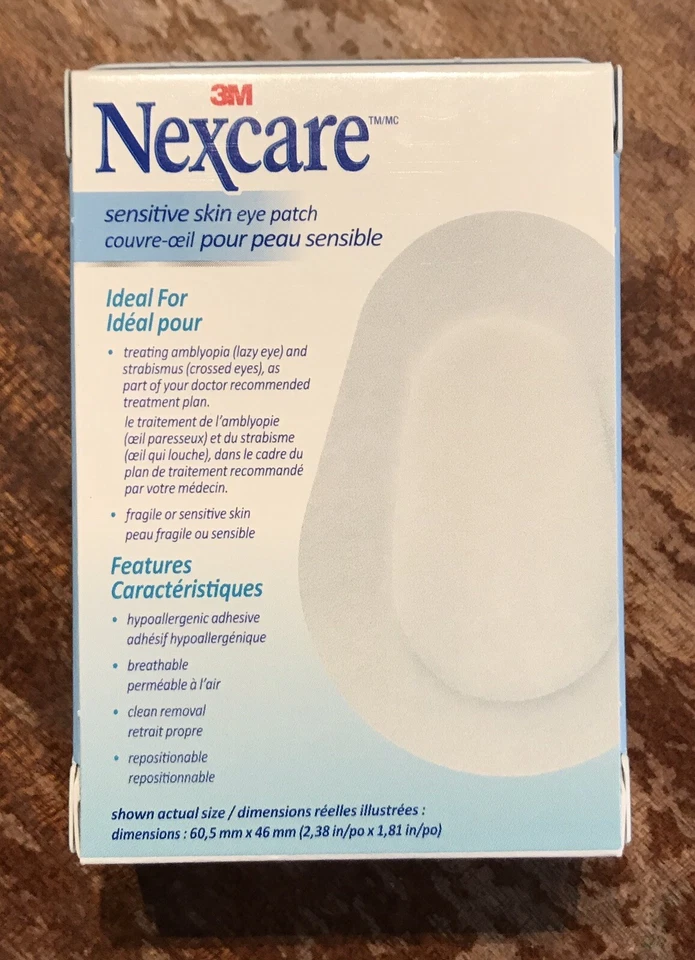 3M
Nexcare™/MC
sensitive skin eye patch
couvre-œil pour peau sensible
Ideal For
Idéal pour
• treating amblyopia (lazy eye) and
strabismus (crossed eyes), as
part of your doctor recommended
treatment plan.
le traitement de l'amblyopie
(œil paresseux) et du strabisme
(œil qui louche), dans le cadre du
plan de traitement recommandé
par votre médecin.
• fragile or sensitive skin
peau fragile ou sensible
Features
Caractéristiques
• hypoallergenic adhesive
adhésif hypoallergénique
• breathable
perméable à l'air
• clean removal
retrait propre
• repositionable
repositionnable
shown actual size / dimensions réelles illustrées :
dimensions : 60,5 mm x 46 mm (2,38 in/po x 1,81 in/po)